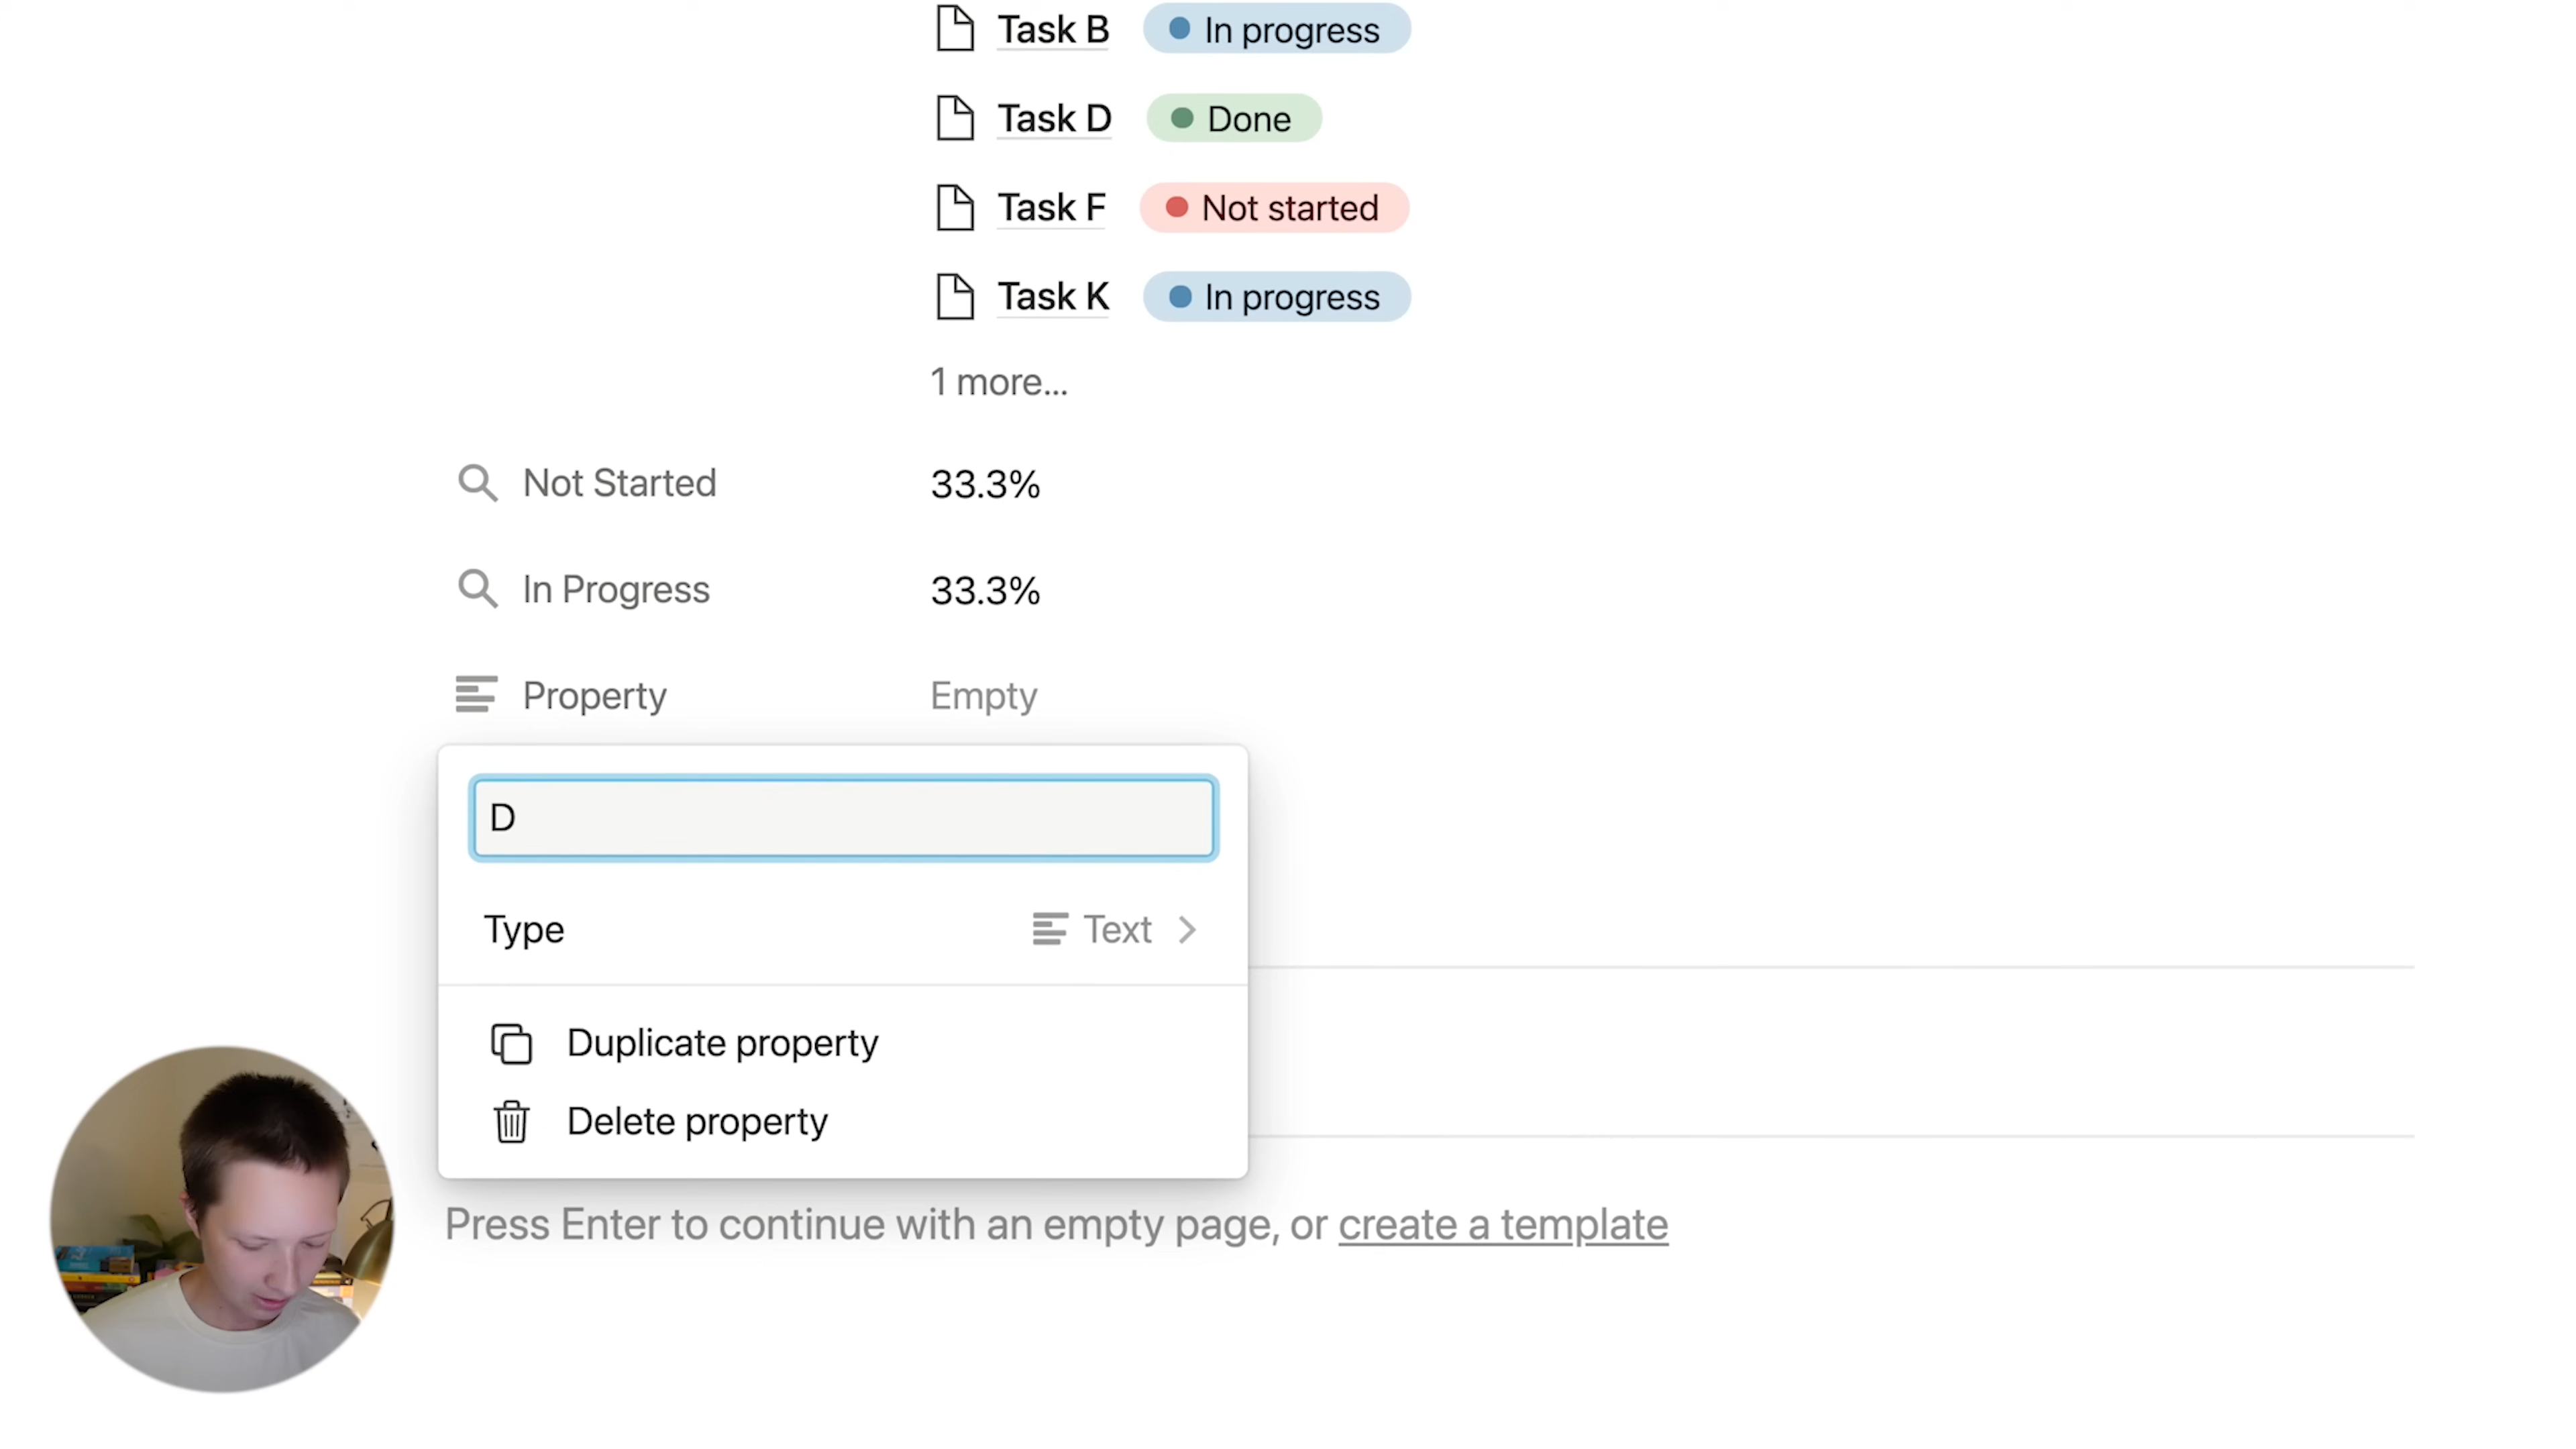 Task B In progress
Task D Done
Task F Not started
Task K In progress
1 more...
Not Started 33.3%
In Progress 33.3%
Property Empty
D
Type Text
Duplicate property
Delete property
Press Enter to continue with an empty page, or create a template